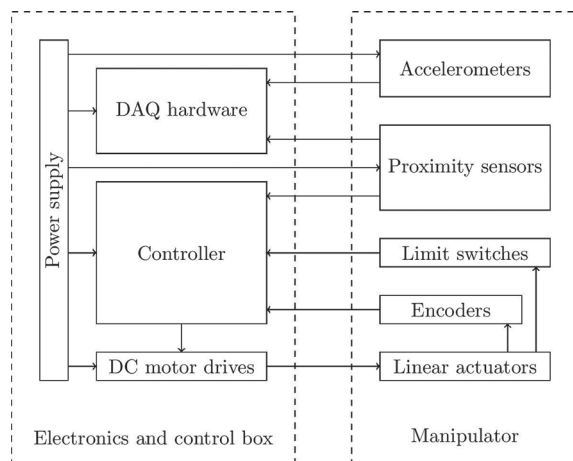 Power supply
DAQ hardware
Controller
DC motor drives
Electronics and control box
Accelerometers
Proximity sensors
Limit switches
Encoders
Linear actuators
Manipulator